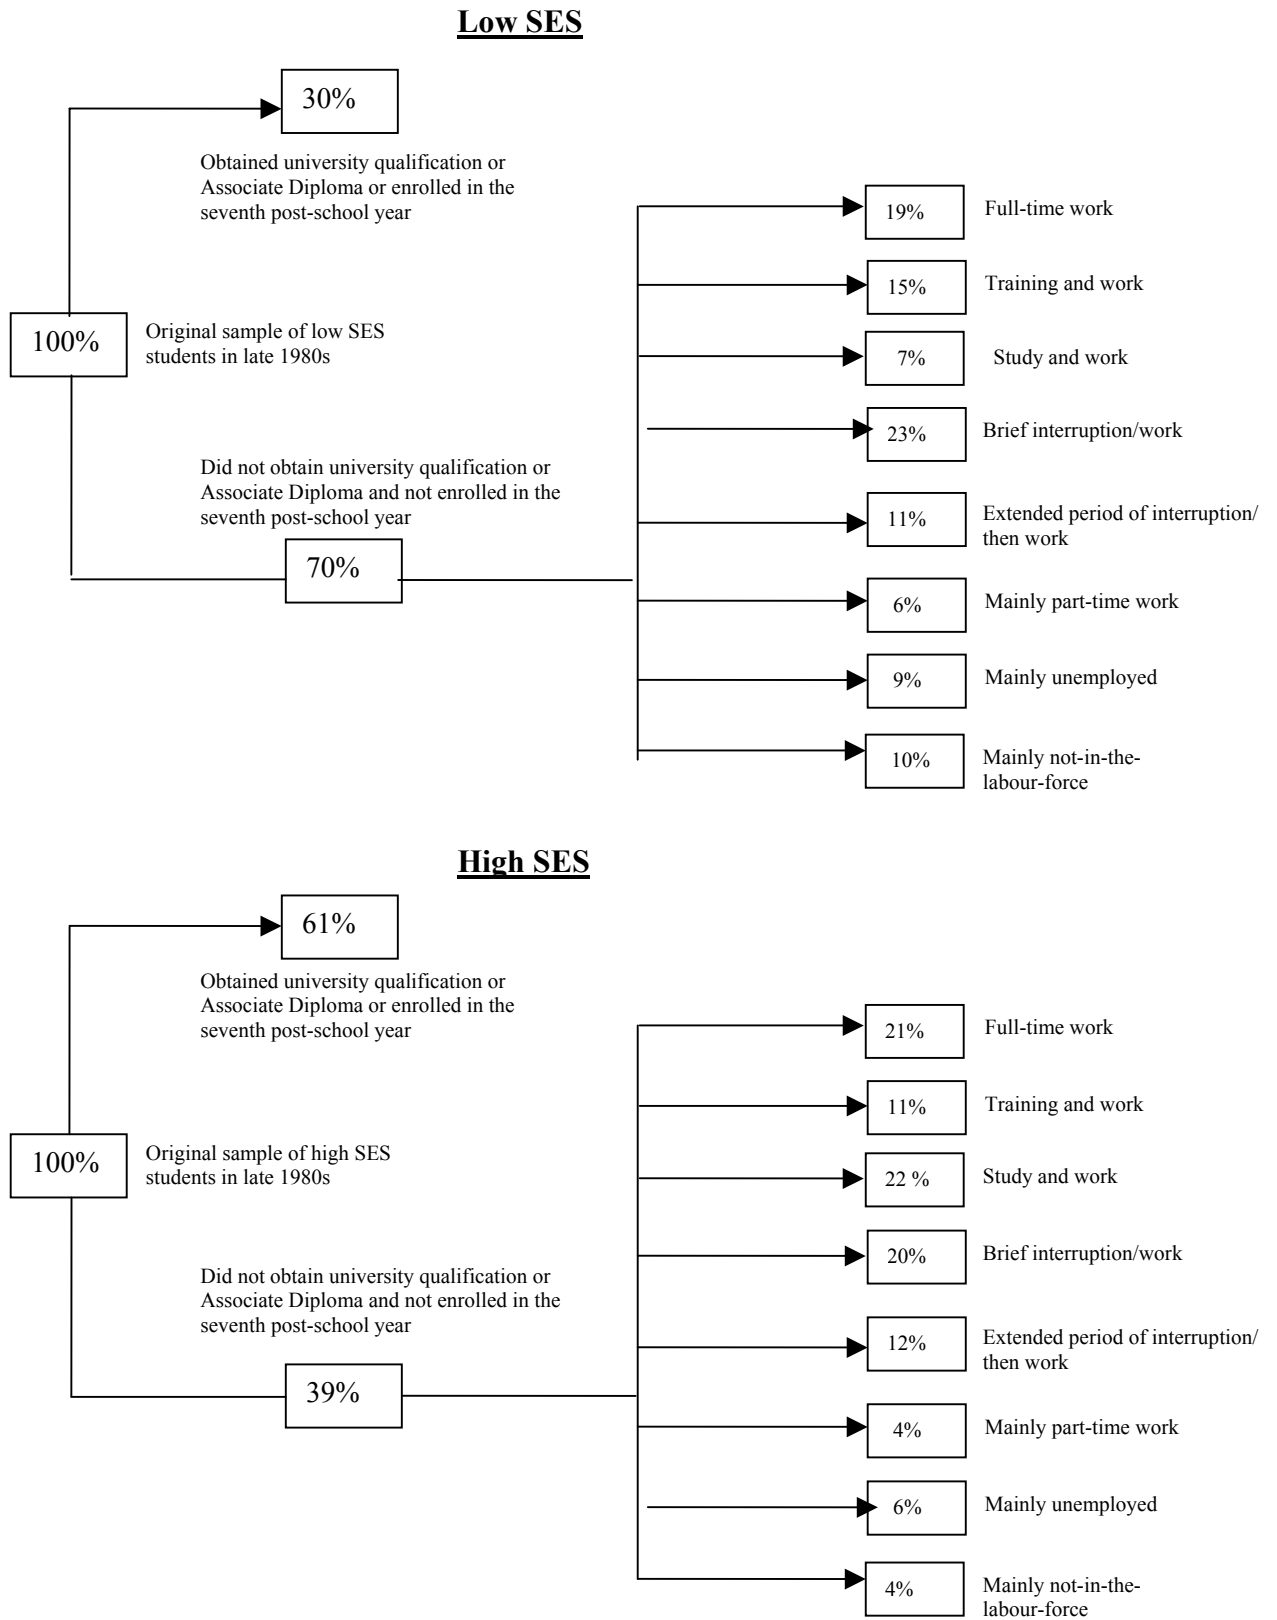 Low SES
30%
Obtained university qualification or
Associate Diploma or enrolled in the
seventh post-school year
19%
Full-time work
15%
Training and work
100%
Original sample of low SES
students in late 1980s
7%
Study and work
23%
Brief interruption/work
Did not obtain university qualification or
Associate Diploma and not enrolled in the
seventh post-school year
11%
Extended period of interruption/
then work
70%
6%
Mainly part-time work
9%
Mainly unemployed
10%
Mainly not-in-the-
labour-force
High SES
61%
Obtained university qualification or
Associate Diploma or enrolled in the
seventh post-school year
21%
Full-time work
11%
Training and work
100%
Original sample of high SES
students in late 1980s
22 %
Study and work
20%
Brief interruption/work
Did not obtain university qualification or
Associate Diploma and not enrolled in the
seventh post-school year
12%
Extended period of interruption/
then work
39%
4%
Mainly part-time work
6%
Mainly unemployed
4%
Mainly not-in-the-
labour-force